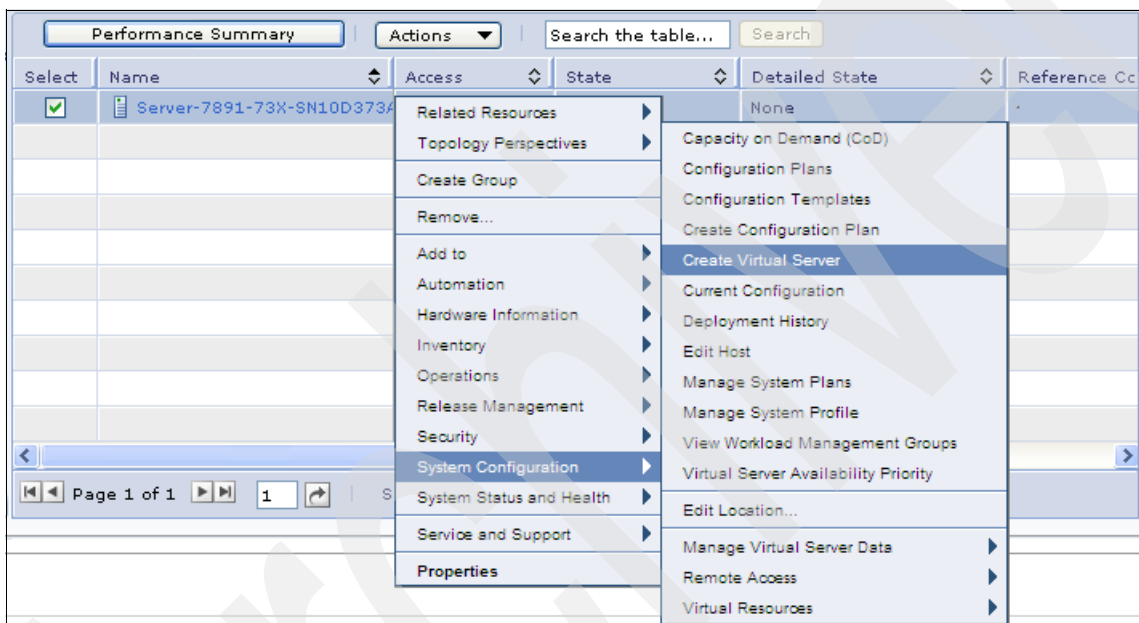 Performance Summary
Actions
Search the table...
Search
Select
Name
Access
State
Detailed State
Reference
Server-7891-73X-SN10D373
None
Related Resources
Topology Perspectives
Create Group
Remove...
Add to
Automation
Hardware Information
Inventory
Operations
Release Management
Security
System Configuration
System Status and Health
Service and Support
Properties
Capacity on Demand (CoD)
Configuration Plans
Configuration Templates
Create Configuration Plan
Create Virtual Server
Current Configuration
Deployment History
Edit Host
Manage System Plans
Manage System Profile
View Workload Management Groups
Virtual Server Availability Priority
Edit Location...
Manage Virtual Server Data
Remote Access
Virtual Resources
Page 1 of 1
1
S